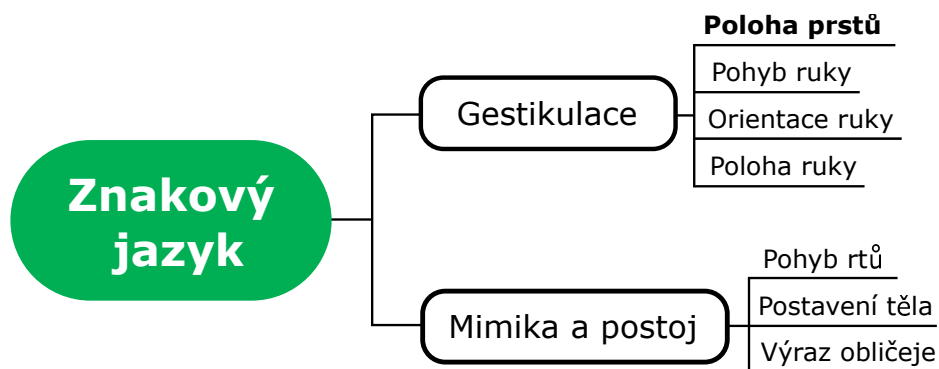 Znakový
jazyk
Gestikulace
Poloha prstů
Pohyb ruky
Orientace ruky
Poloha ruky
Mimika a postoj
Pohyb rtů
Postavení těla
Výraz obličeje